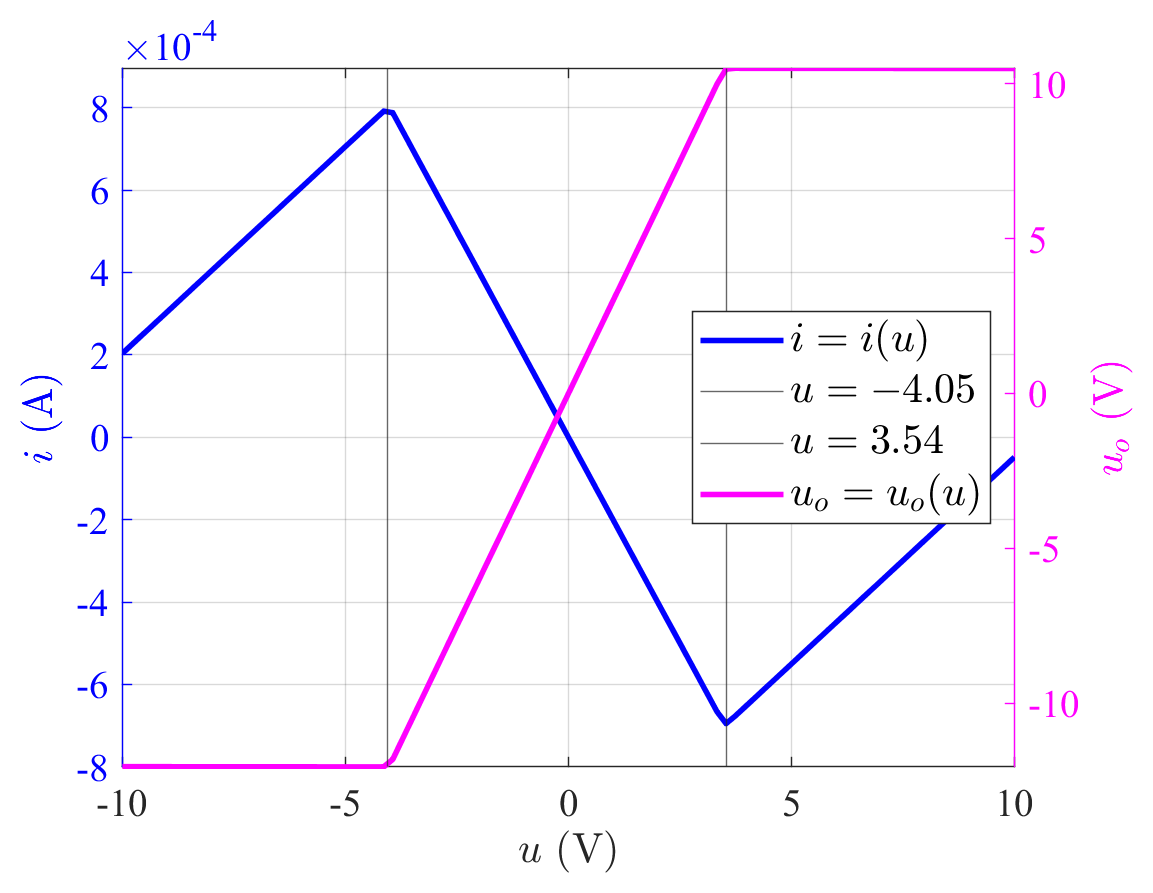 ×10⁻⁴
8
6
4
2
0
-2
-4
-6
-8
i (A)
10
5
0
-5
-10
u_o (V)
i = i(u)
u = −4.05
u = 3.54
u_o = u_o(u)
-10
-5
0
5
10
u (V)